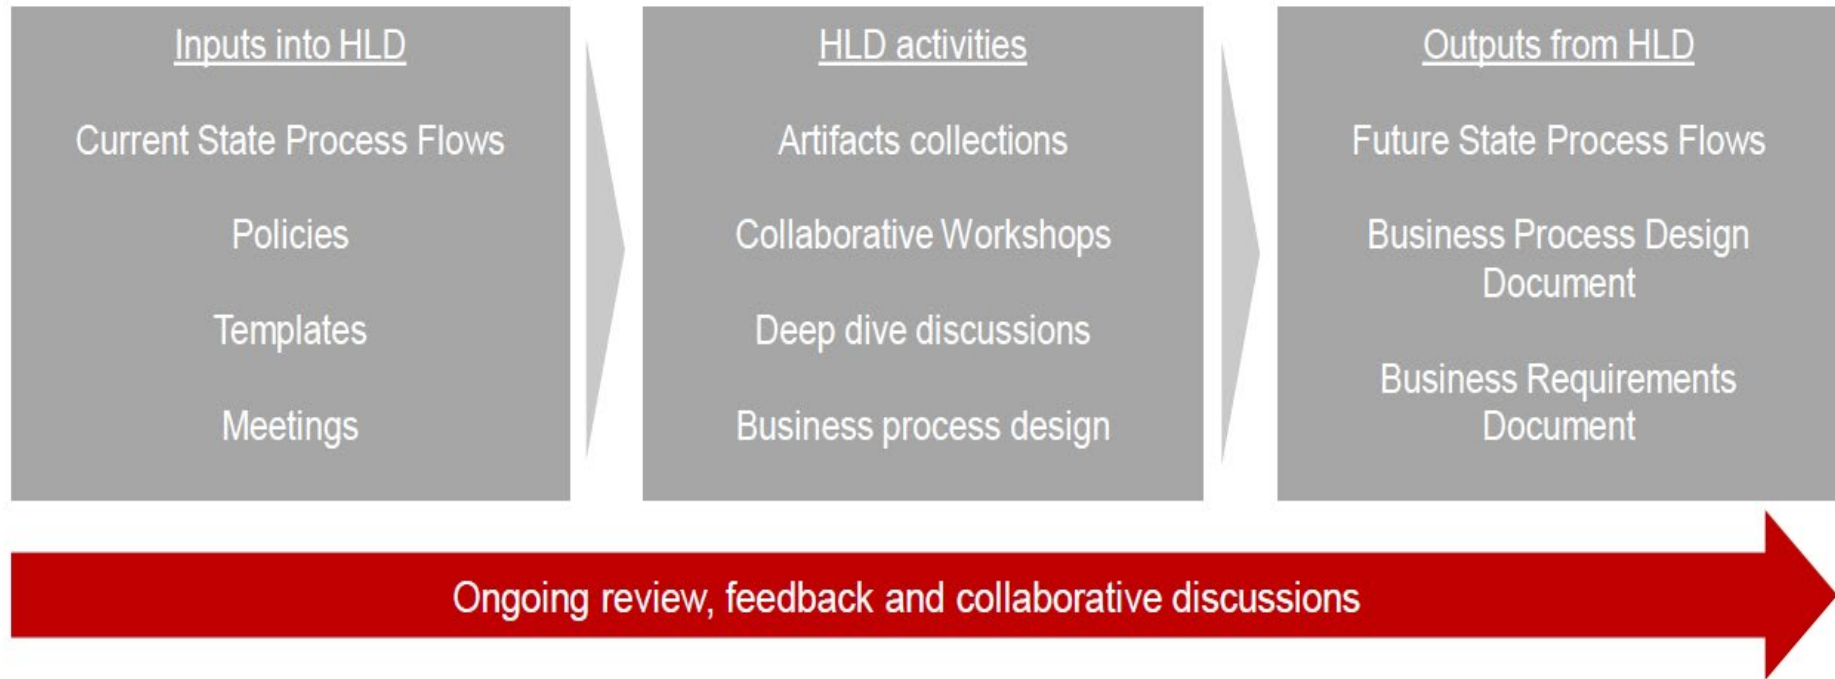 Inputs into HLD
Current State Process Flows
Policies
Templates
Meetings
HLD activities
Artifacts collections
Collaborative Workshops
Deep dive discussions
Business process design
Outputs from HLD
Future State Process Flows
Business Process Design
Document
Business Requirements
Document
Ongoing review, feedback and collaborative discussions